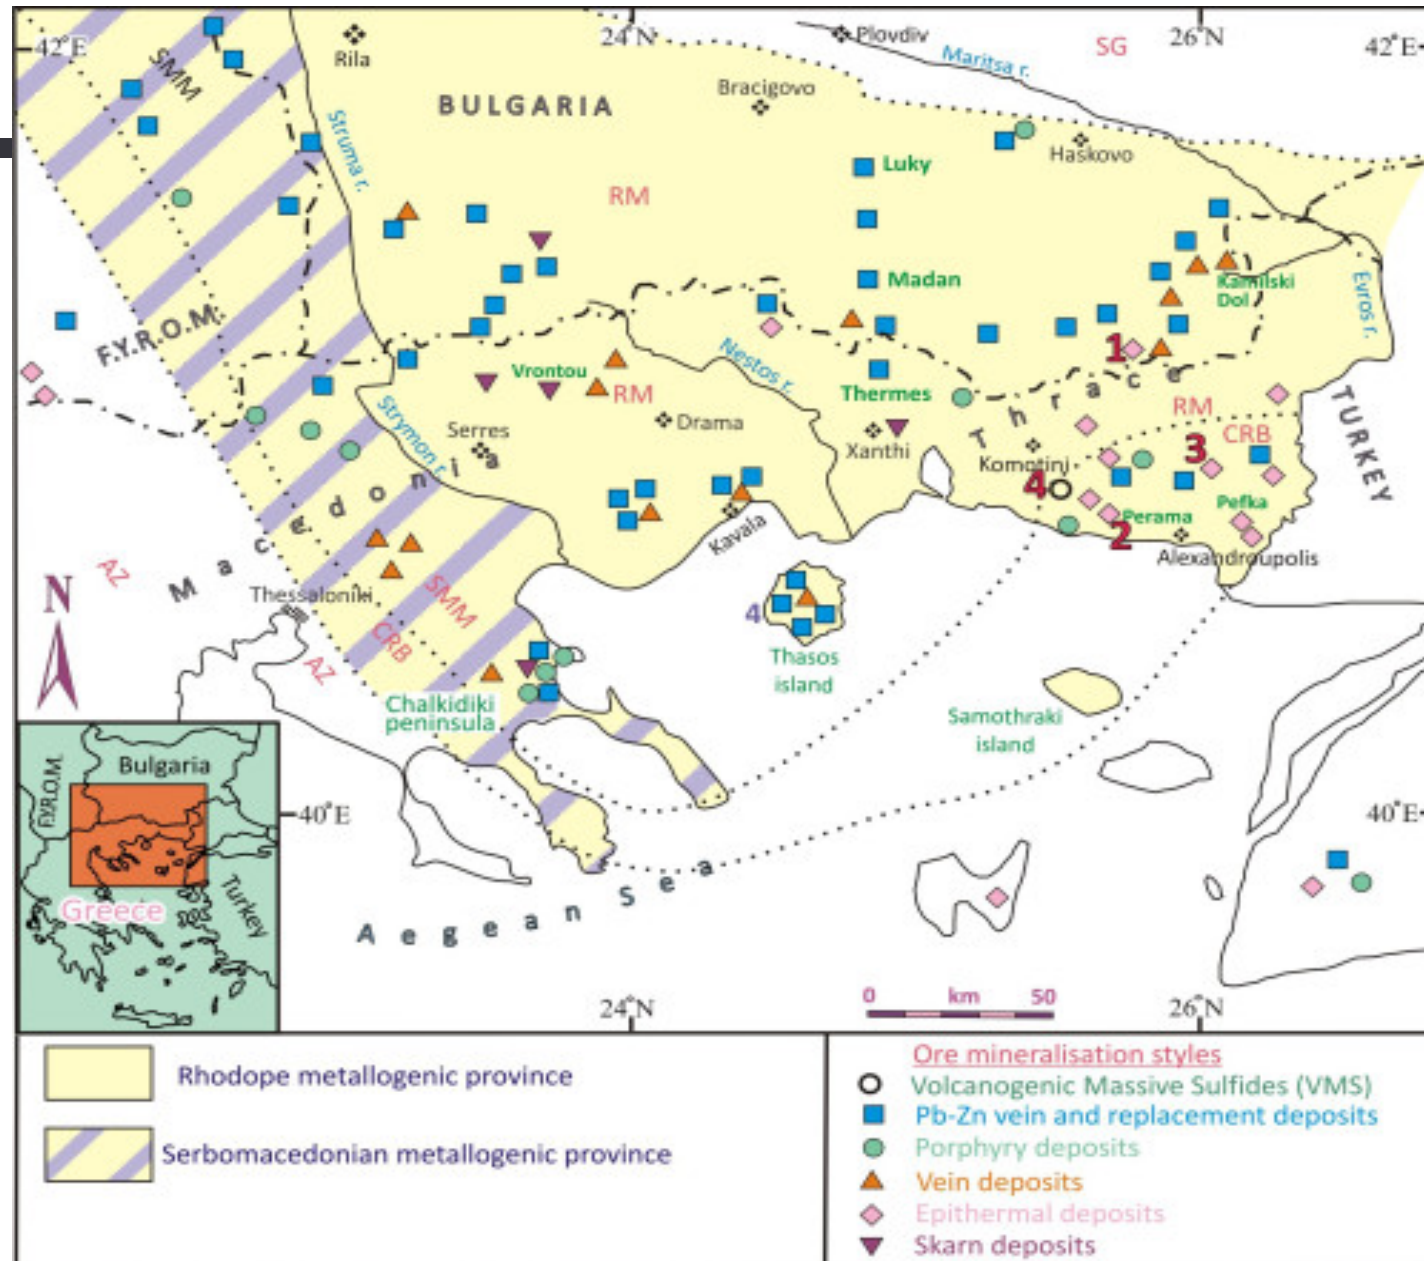 42°E
24°N
26°N
42°E
Rila
Plovdiv
SG
Maritsa r.
SMM
BULGARIA
Bracigovo
Haskovo
Struma r.
Luky
RM
Madan
Kamilski
Dol
Evros r.
F.Y.R.O.M.
Nestos r.
1
Vrontou
RM
Thermes
Thrace
RM
TURKEY
Strymon r.
Serres
Drama
Xanthi
Komotini
CRB
3
4
Pefka
Perama
2
Kavala
Alexandroupolis
Macedonia
AZ
N
Thessaloniki
SMM
CRB
AZ
4
Thasos
island
Chalkidiki
peninsula
Samothraki
island
F.Y.R.O.M.
Bulgaria
Greece
Turkey
40°E
40°E
Aegean Sea
0 km 50
24°N
26°N
Rhodope metallogenic province
Serbomacedonian metallogenic province
Ore mineralisation styles
Volcanogenic Massive Sulfides (VMS)
Pb-Zn vein and replacement deposits
Porphyry deposits
Vein deposits
Epithermal deposits
Skarn deposits